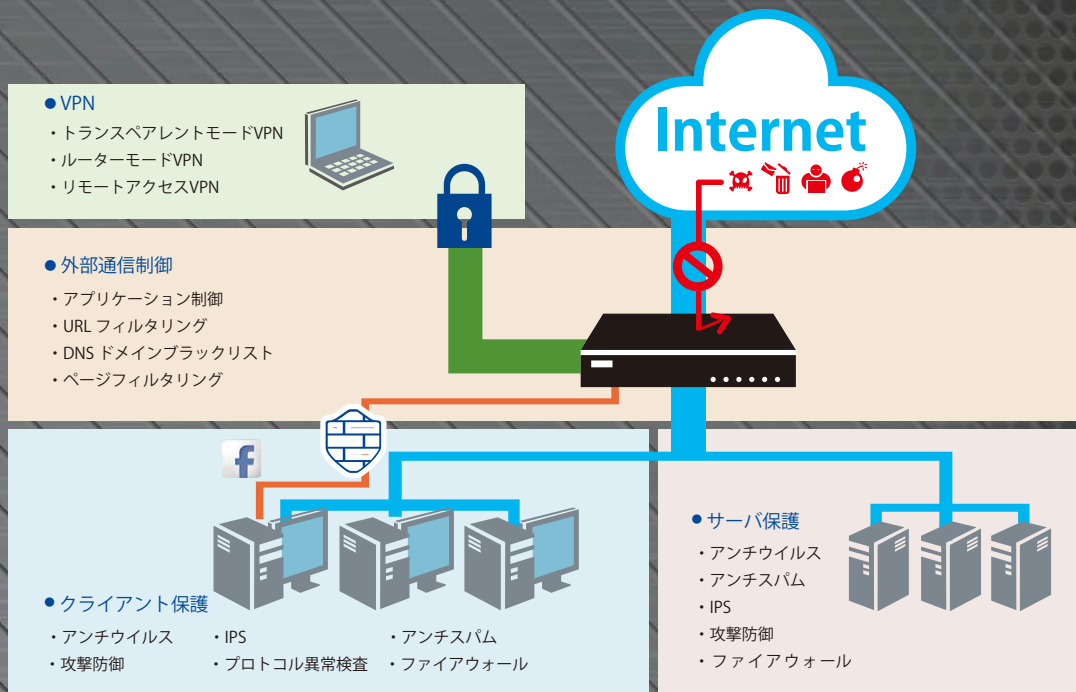 Internet
● VPN
・トランスペアレントモードVPN
・ルーターモードVPN
・リモートアクセスVPN
● 外部通信制御
・アプリケーション制御
・URL フィルタリング
・DNS ドメインブラックリスト
・ページフィルタリング
f
● クライアント保護
・アンチウイルス ・IPS ・アンチスパム
・攻撃防御 ・プロトコル異常検査 ・ファイアウォール
● サーバ保護
・アンチウイルス
・アンチスパム
・IPS
・攻撃防御
・ファイアウォール